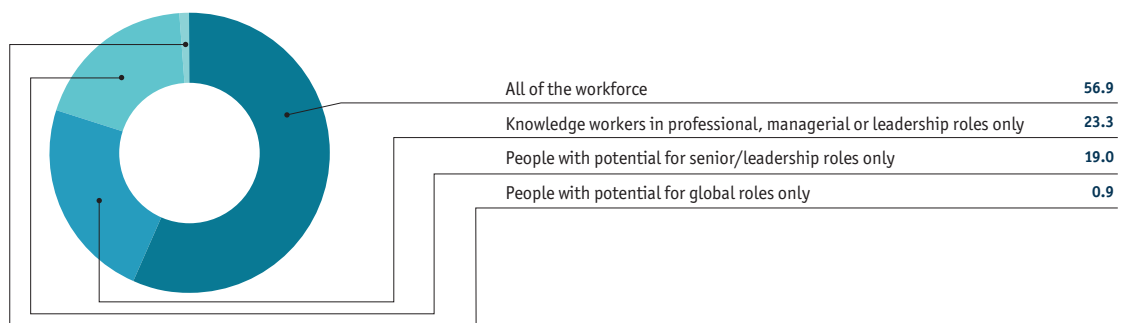 All of the workforce 56.9
Knowledge workers in professional, managerial or leadership roles only 23.3
People with potential for senior/leadership roles only 19.0
People with potential for global roles only 0.9